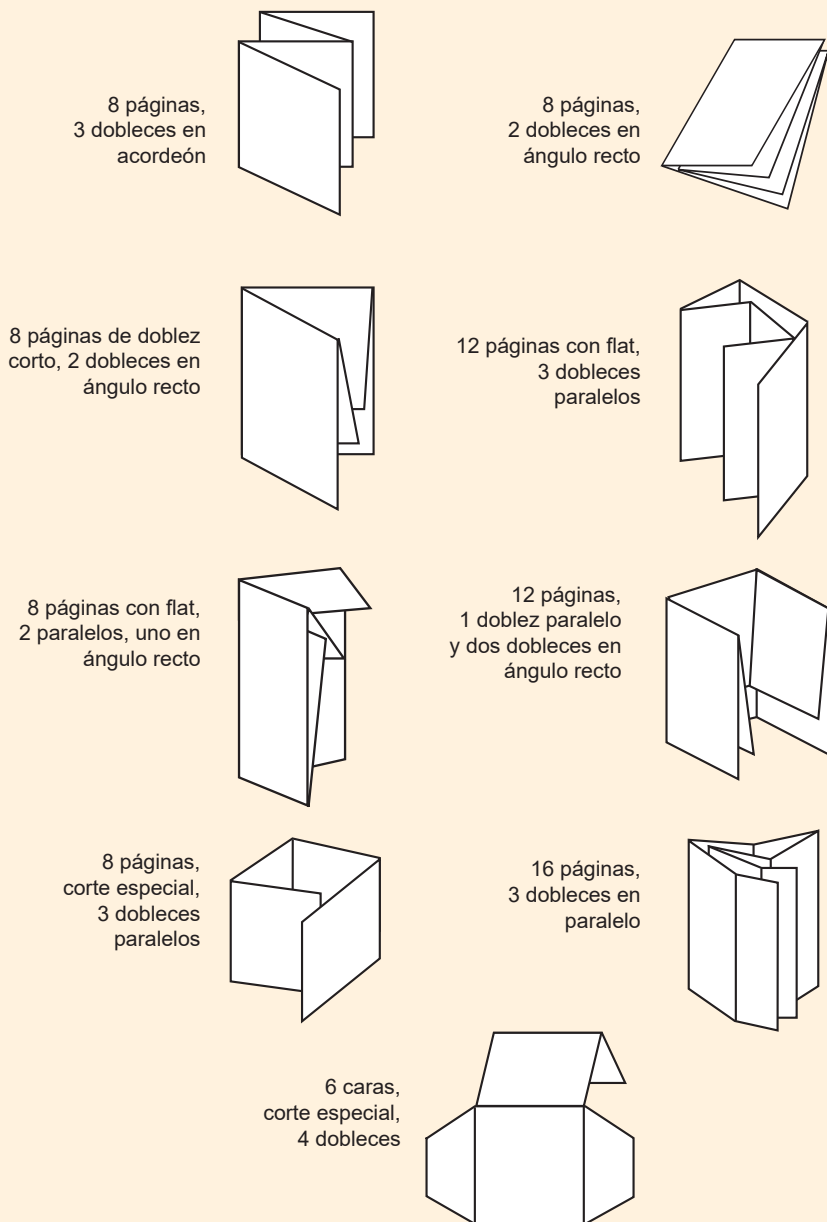 8 páginas,
3 dobleces en
acordeón
8 páginas,
2 dobleces en
ángulo recto
8 páginas de doblez
corto, 2 dobleces en
ángulo recto
12 páginas con flat,
3 dobleces
paralelos
8 páginas con flat,
2 paralelos, uno en
ángulo recto
12 páginas,
1 doblez paralelo
y dos dobleces en
ángulo recto
8 páginas,
corte especial,
3 dobleces
paralelos
16 páginas,
3 dobleces en
paralelo
6 caras,
corte especial,
4 dobleces